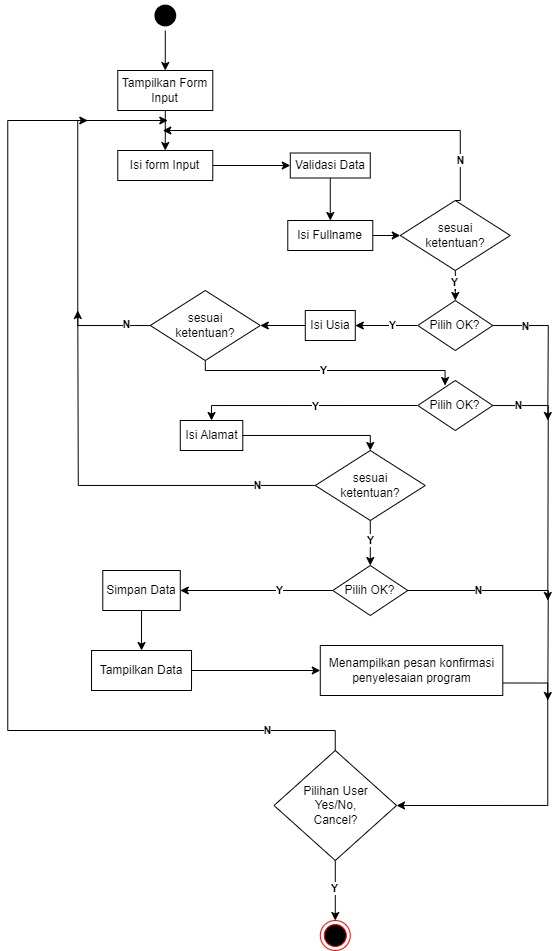 Tampilkan Form
Input
Isi form Input
Validasi Data
N
Isi Fullname
sesuai
ketentuan?
Y
sesuai
ketentuan?
N
Isi Usia
Y
Pilih OK?
N
Y
Y
Pilih OK?
N
Isi Alamat
sesuai
ketentuan?
N
Y
Simpan Data
Y
Pilih OK?
N
Tampilkan Data
Menampilkan pesan konfirmasi
penyelesaian program
N
Pilihan User
Yes/No,
Cancel?
Y